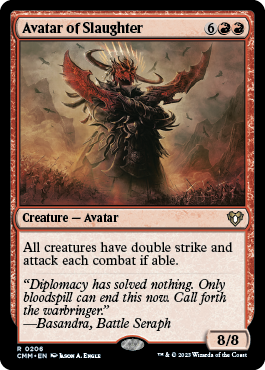 Avatar of Slaughter 6
Creature — Avatar
All creatures have double strike and
attack each combat if able.
“Diplomacy has solved nothing. Only
bloodspill can end this now. Call forth
the warbringer.”
—Basandra, Battle Seraph
8/8
R 0206
CMM • EN Jason A. Engle
™ & © 2023 Wizards of the Coast